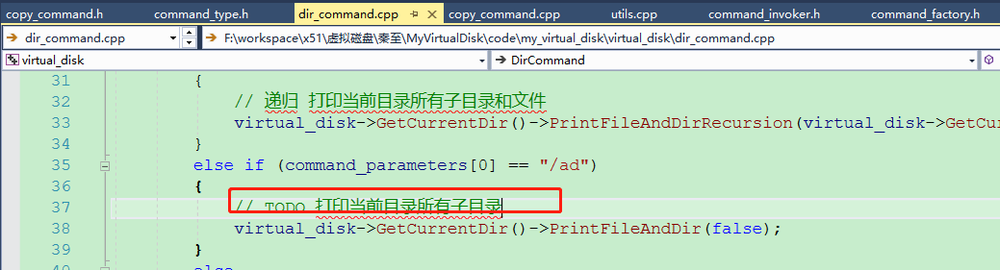 copy_command.h command_type.h dir_command.cpp copy_command.cpp utils.cpp command_invoker.h command_factory.h
dir_command.cpp F:\workspace\x51\虚拟磁盘\秦至\MyVirtualDisk\code\my_virtual_disk\virtual_disk\dir_command.cpp
virtual_disk DirCommand
31 {
32 // 递归 打印当前目录所有子目录和文件
33 virtual_disk->GetCurrentDir()->PrintFileAndDirRecursion(virtual_disk->GetCu
34 }
35 else if (command_parameters[0] == "/ad")
36 {
37 // TODO 打印当前目录所有子目录
38 virtual_disk->GetCurrentDir()->PrintFileAndDir(false);
39 }
40 else